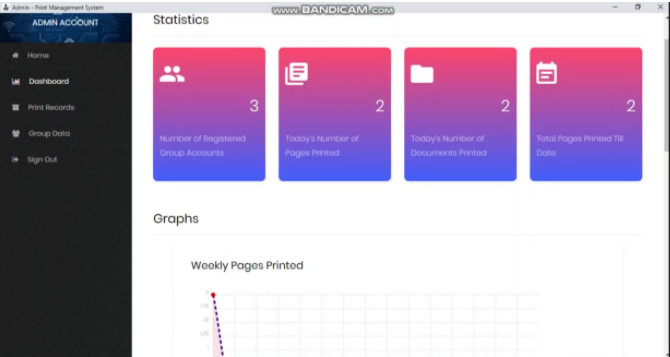 Admin - Print Management System
www.BANDICAM.com
ADMIN ACCOUNT
Home
Dashboard
Print Records
Group Data
Sign Out
Statistics
3
Number of Registered
Group Accounts
2
Today's Number of
Pages Printed
2
Today's Number of
Documents Printed
2
Total Pages Printed Till
Date
Graphs
Weekly Pages Printed
2
1.75
1.25
1